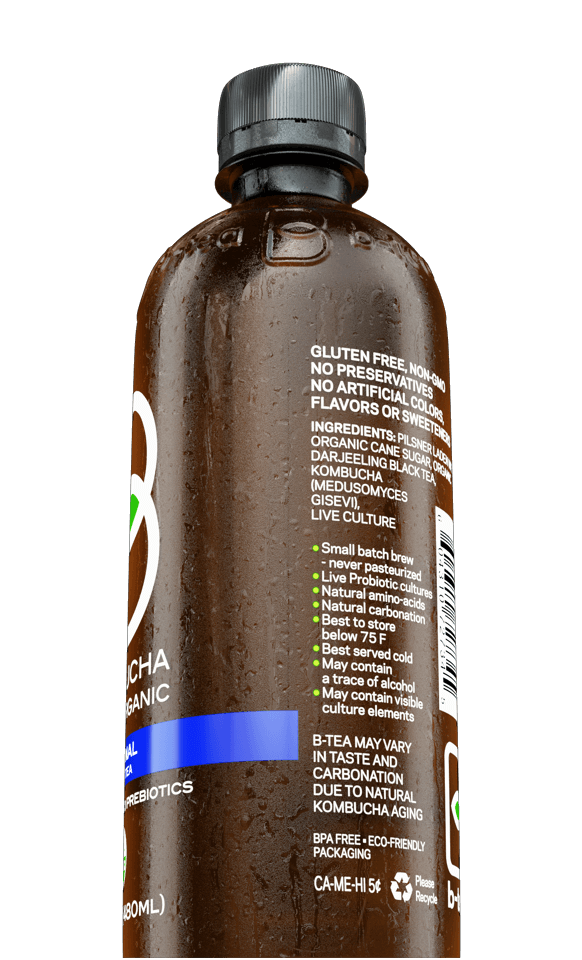 GLUTEN FREE, NON-GMO
NO PRESERVATIVES
NO ARTIFICIAL COLORS,
FLAVORS OR SWEETENERS
INGREDIENTS: PILSNER
ORGANIC CANE SUGAR, ORGANIC
DARJEELING BLACK TEA,
KOMBUCHA
(MEDUSOMYCES
GISEVI),
LIVE CULTURE
Small batch brew
- never pasteurized
Live Probiotic cultures
Natural amino-acids
Natural carbonation
Best to store
below 75 F
Best served cold
May contain
a trace of alcohol
May contain visible
culture elements
B-TEA MAY VARY
IN TASTE AND
CARBONATION
DUE TO NATURAL
KOMBUCHA AGING
BPA FREE • ECO-FRIENDLY
PACKAGING
CA-ME-HI 5¢
Please
Recycle
UCHA
GANIC
NAL
TEA
PREBIOTICS
480ML)
B
b-t